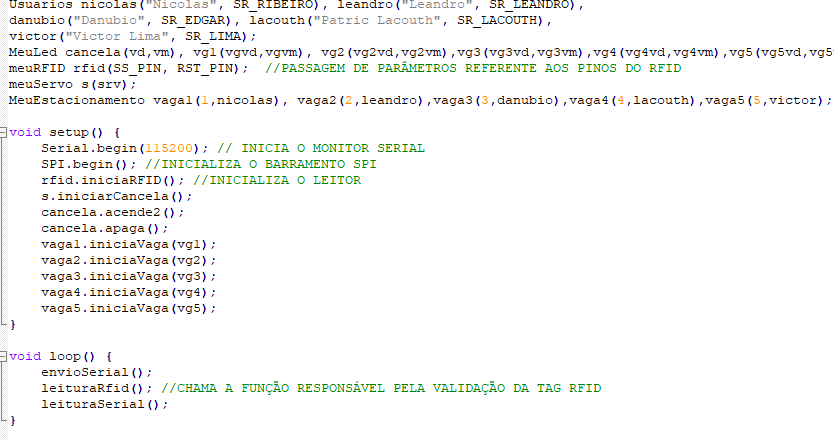 Usuarios nicolas("Nicolas", SR_RIBEIRO), leandro("Leandro", SR_LEANDRO),
danubio("Danubio", SR_EDGAR), lacouth("Patric Lacouth", SR_LACOUTH),
victor("Victor Lima", SR_LIMA);
MeuLed cancela(vd,vm), vg1(vgvd,vgvm), vg2(vg2vd,vg2vm),vg3(vg3vd,vg3vm),vg4(vg4vd,vg4vm),vg5(vg5vd,vg5
meuRFID rfid(SS_PIN, RST_PIN);  //PASSAGEM DE PARÂMETROS REFERENTE AOS PINOS DO RFID
meuServo s(srv);
MeuEstacionamento vaga1(1,nicolas), vaga2(2,leandro),vaga3(3,danubio),vaga4(4,lacouth),vaga5(5,victor);
void setup() {
    Serial.begin(115200); // INICIA O MONITOR SERIAL
    SPI.begin(); //INICIALIZA O BARRAMENTO SPI
    rfid.iniciaRFID(); //INICIALIZA O LEITOR
    s.iniciarCancela();
    cancela.acende2();
    cancela.apaga();
    vaga1.iniciaVaga(vg1);
    vaga2.iniciaVaga(vg2);
    vaga3.iniciaVaga(vg3);
    vaga4.iniciaVaga(vg4);
    vaga5.iniciaVaga(vg5);
}
void loop() {
    envioSerial();
    leituraRfid(); //CHAMA A FUNÇÃO RESPONSÁVEL PELA VALIDAÇÃO DA TAG RFID
    leituraSerial();
}